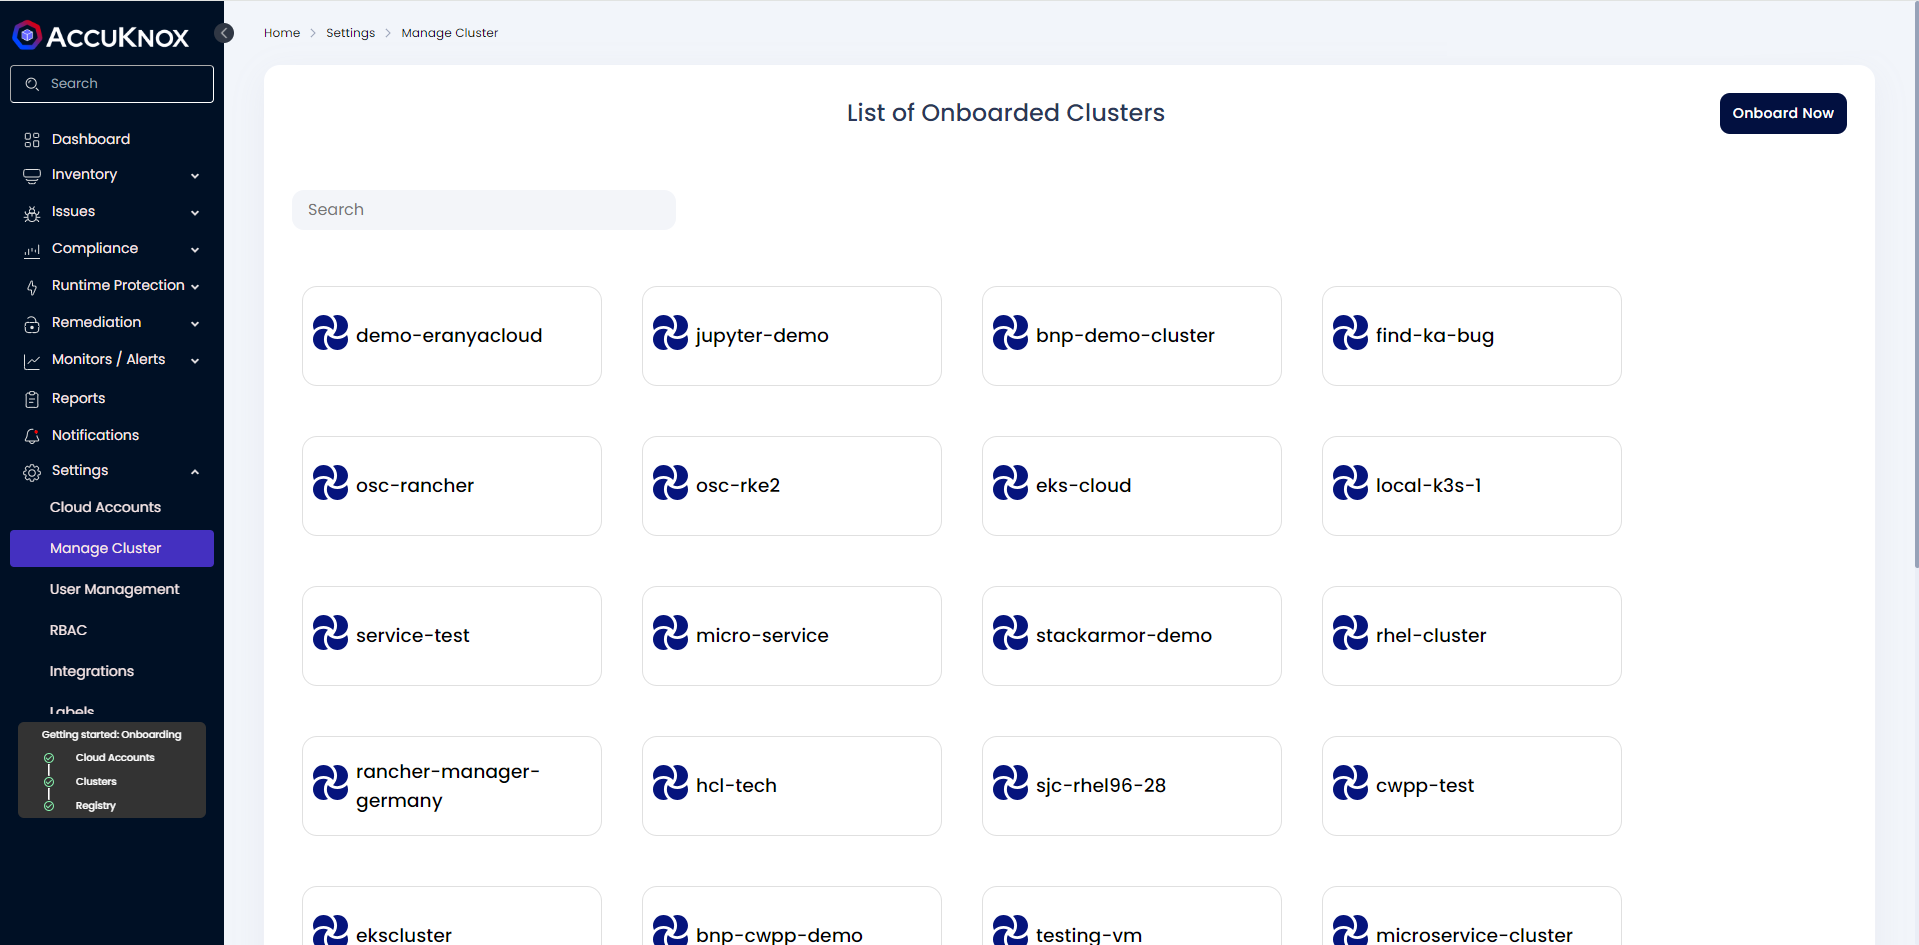 ACCUKNOX
Search
Dashboard
Inventory
Issues
Compliance
Runtime Protection
Remediation
Monitors / Alerts
Reports
Notifications
Settings
Cloud Accounts
Manage Cluster
User Management
RBAC
Integrations
Labels
Getting started: Onboarding
Cloud Accounts
Clusters
Registry
Home > Settings > Manage Cluster
List of Onboarded Clusters
Onboard Now
Search
demo-eranyacloud
jupyter-demo
bnp-demo-cluster
find-ka-bug
osc-rancher
osc-rke2
eks-cloud
local-k3s-1
service-test
micro-service
stackarmor-demo
rhel-cluster
rancher-manager-
germany
hcl-tech
sjc-rhel96-28
cwpp-test
ekscluster
bnp-cwpp-demo
testing-vm
microservice-cluster